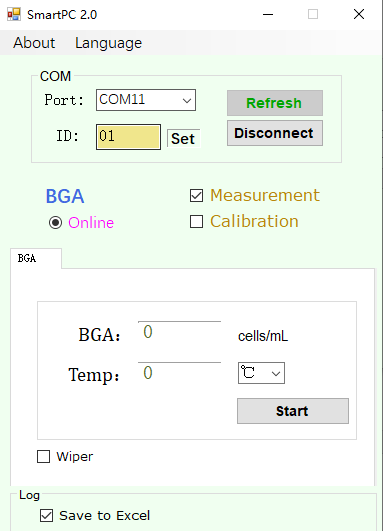 SmartPC 2.0
About Language
COM
Port: COM11
Refresh
ID: 01 Set
Disconnect
BGA
Measurement
Online
Calibration
BGA
BGA: 0 cells/mL
Temp: 0 ℃
Start
Wiper
Log
Save to Excel